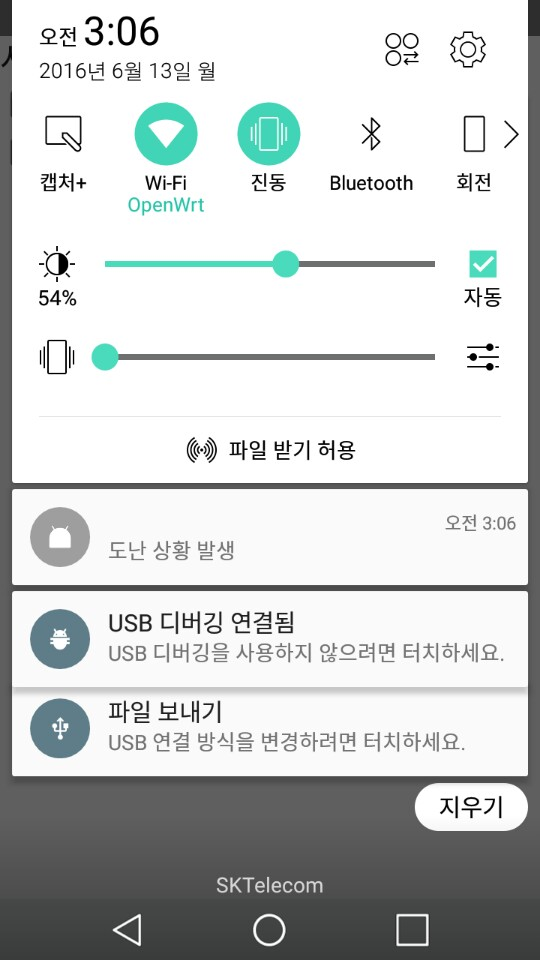 오전 3:06
2016년 6월 13일 월
캡처+
Wi-Fi
OpenWrt
진동
Bluetooth
회전
54%
자동
파일 받기 허용
오전 3:06
도난 상황 발생
USB 디버깅 연결됨
USB 디버깅을 사용하지 않으려면 터치하세요.
파일 보내기
USB 연결 방식을 변경하려면 터치하세요.
지우기
SKTelecom